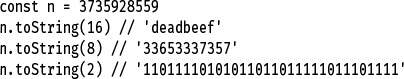 const n = 3735928559
n.toString(16) // 'deadbeef'
n.toString(8) // '33653337357'
n.toString(2) // '11011110101011011011111011101111'